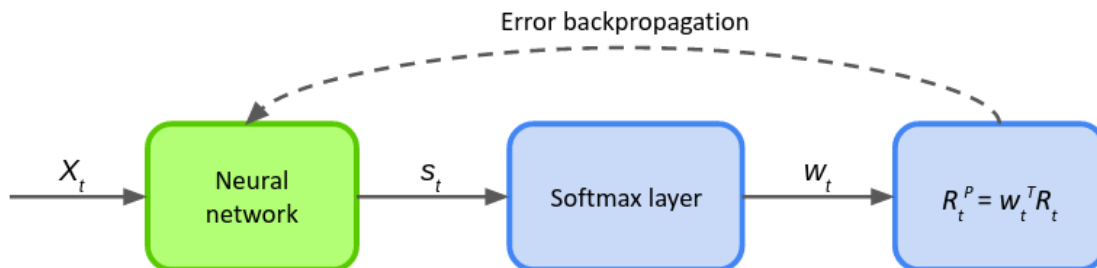 Error backpropagation
X_t
Neural
network
s_t
Softmax layer
w_t
R_t^P = w_t^T R_t